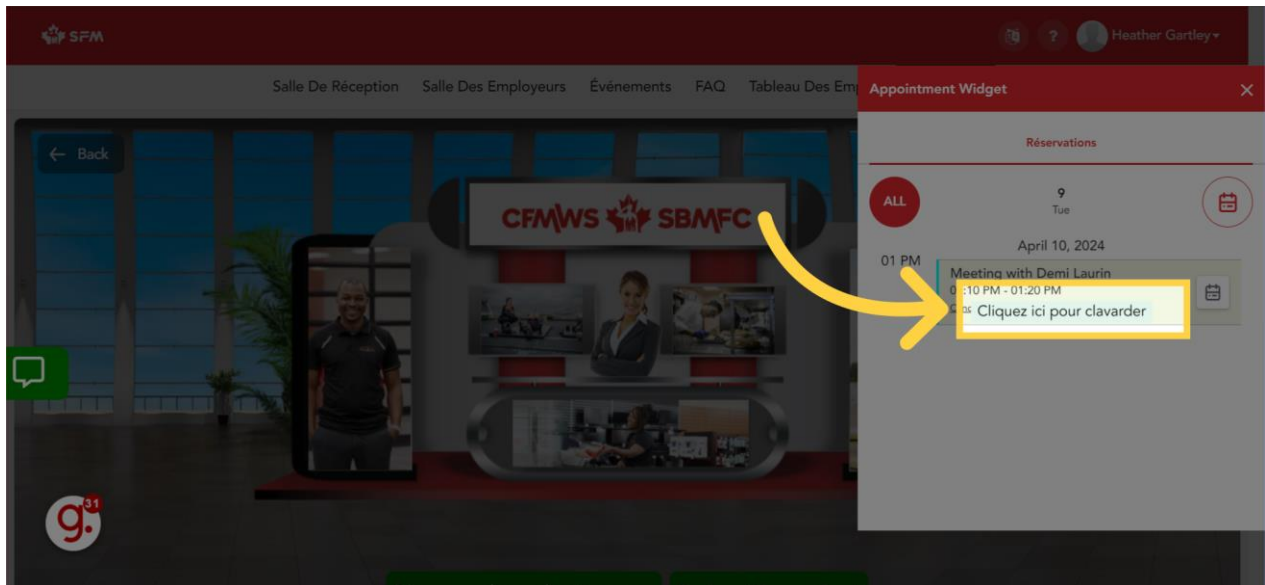 SFM
?
Heather Gartley
Salle De Réception Salle Des Employeurs Événements FAQ Tableau Des Em
Appointment Widget
×
← Back
Réservations
ALL
9
Tue
CFMWS SBMFC
April 10, 2024
01 PM
Meeting with Demi Laurin
:10 PM - 01:20 PM
Cliquez ici pour clavarder
g.
31